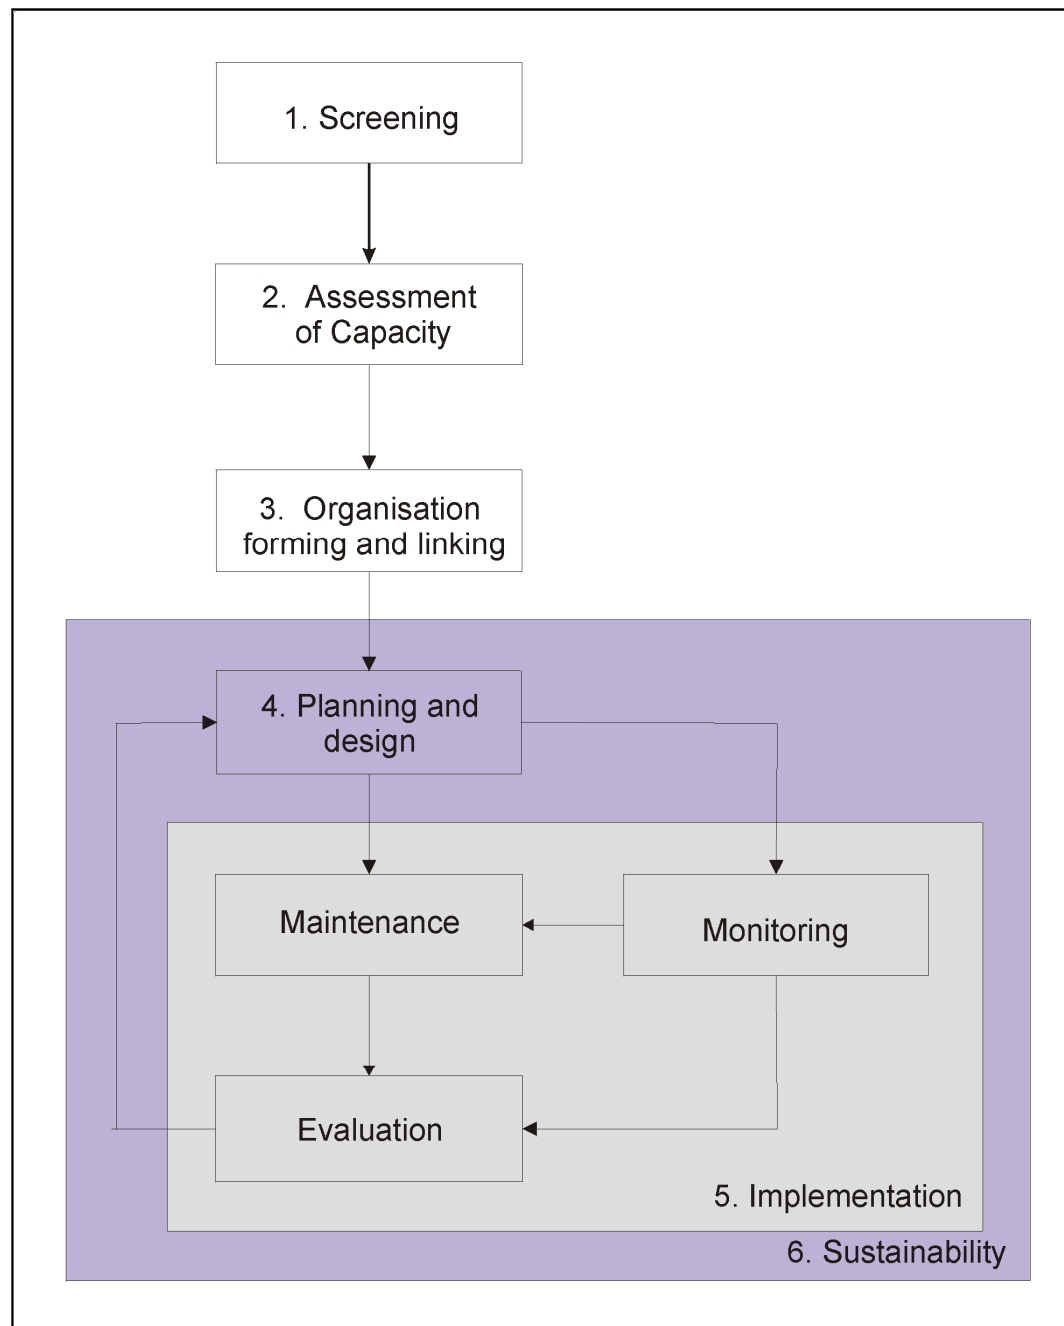 1. Screening
2. Assessment
of Capacity
3. Organisation
forming and linking
4. Planning and
design
Maintenance
Monitoring
Evaluation
5. Implementation
6. Sustainability